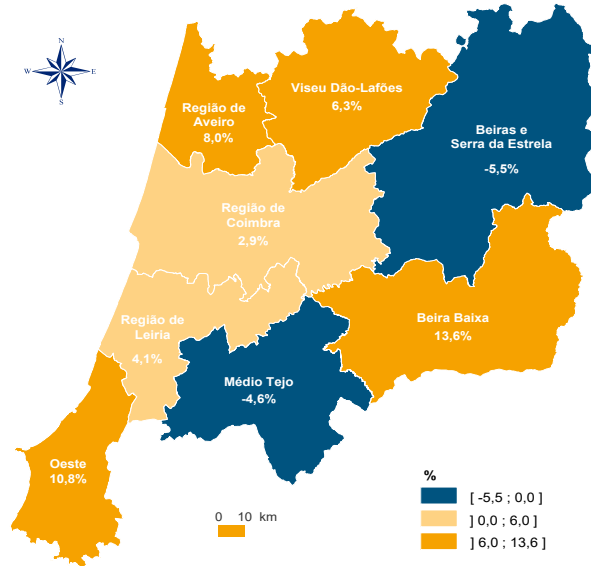 N
W E
S
Viseu Dão-Lafões
6,3%
Região de
Aveiro
8,0%
Beiras e
Serra da Estrela
-5,5%
Região de
Coimbra
2,9%
Região de
Leiria
4,1%
Beira Baixa
13,6%
Médio Tejo
-4,6%
Oeste
10,8%
0 10 km
%
[ -5,5 ; 0,0 ]
] 0,0 ; 6,0 ]
] 6,0 ; 13,6 ]